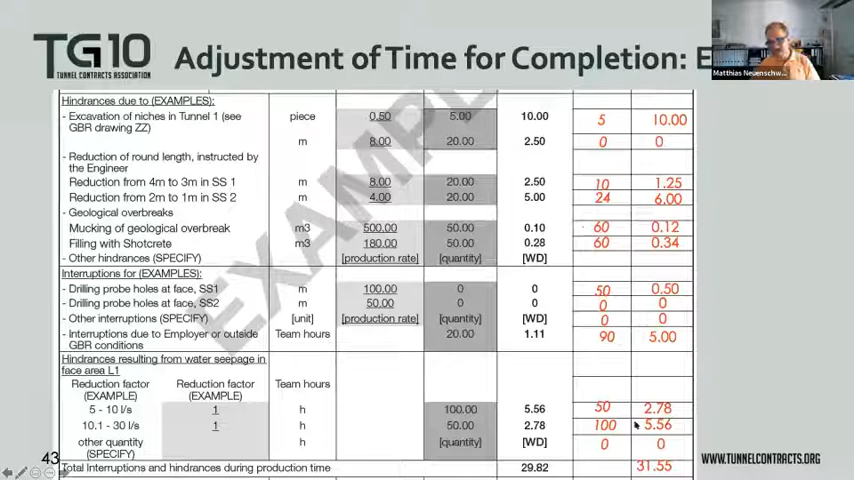 TG10
TUNNEL CONTRACTS ASSOCIATION
Adjustment of Time for Completion: E
Matthias Neuenschw...
Hindrances due to (EXAMPLES):
- Excavation of niches in Tunnel 1 (see GBR drawing ZZ) piece 0.50 5.00 10.00 5 10.00
m 8.00 20.00 2.50 0 0
- Reduction of round length, instructed by the Engineer
Reduction from 4m to 3m in SS 1 m 8.00 20.00 2.50 10 1.25
Reduction from 2m to 1m in SS 2 m 4.00 20.00 5.00 24 6.00
- Geological overbreaks
Mucking of geological overbreak m3 500.00 50.00 0.10 60 0.12
Filling with Shotcrete m3 180.00 50.00 0.28 60 0.34
- Other hindrances (SPECIFY) [production rate] [quantity] [WD]
Interruptions for (EXAMPLES):
- Drilling probe holes at face, SS1 m 100.00 0 0 50 0.50
- Drilling probe holes at face, SS2 m 50.00 0 0 0 0
- Other interruptions (SPECIFY) [unit] [production rate] [quantity] [WD] 0 0
- Interruptions due to Employer or outside GBR conditions Team hours 20.00 1.11 90 5.00
Hindrances resulting from water seepage in face area L1
Reduction factor (EXAMPLE) Reduction factor (EXAMPLE) Team hours
5 - 10 l/s 1 h 100.00 5.56 50 2.78
10.1 - 30 l/s 1 h 50.00 2.78 100 5.56
other quantity (SPECIFY) h [quantity] [WD] 0 0
Total Interruptions and hindrances during production time 29.82 31.55
EXAMPLE
43
WWW.TUNNELCONTRACTS.ORG